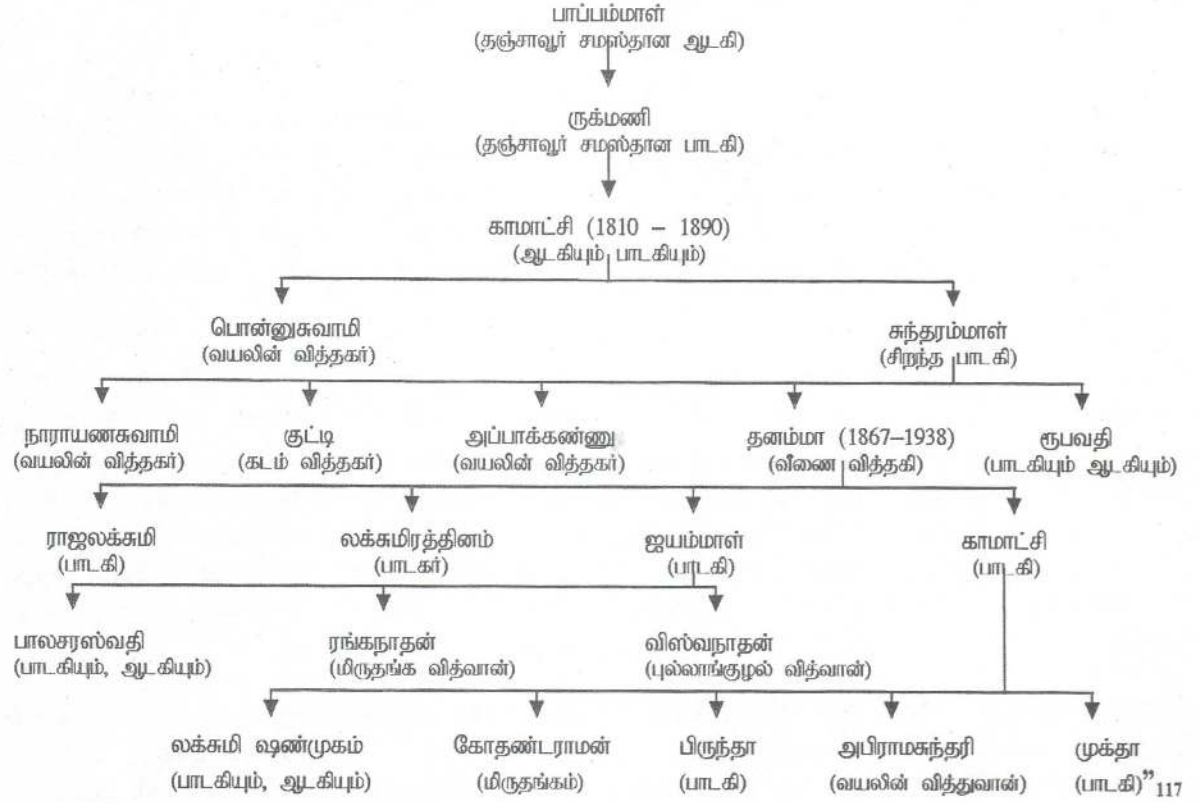 பாப்பம்மாள்
(தஞ்சாவூர் சமஸ்தான ஆடகி)
ருக்மணி
(தஞ்சாவூர் சமஸ்தான பாடகி)
காமாட்சி (1810 – 1890)
(ஆடகியும் பாடகியும்)
பொன்னுசுவாமி சுந்தரம்மாள்
(வயலின் வித்தகர்) (சிறந்த பாடகி)
நாராயணசுவாமி குட்டி அப்பாக்கண்ணு தனம்மா (1867–1938) ரூபவதி
(வயலின் வித்தகர்) (கடம் வித்தகர்) (வயலின் வித்தகர்) (வீணை வித்தகி) (பாடகியும் ஆடகியும்)
ராஜலக்சுமி லக்சுமிரத்தினம் ஜயம்மாள் காமாட்சி
(பாடகி) (பாடகர்) (பாடகி) (பாடகி)
பாலசரஸ்வதி ரங்கநாதன் விஸ்வநாதன்
(பாடகியும், ஆடகியும்) (மிருதங்க வித்வான்) (புல்லாங்குழல் வித்வான்)
லக்சுமி ஷண்முகம் கோதண்டராமன் பிருந்தா அபிராமசுந்தரி முக்தா
(பாடகியும், ஆடகியும்) (மிருதங்கம்) (பாடகி) (வயலின் வித்துவான்) (பாடகி)”117